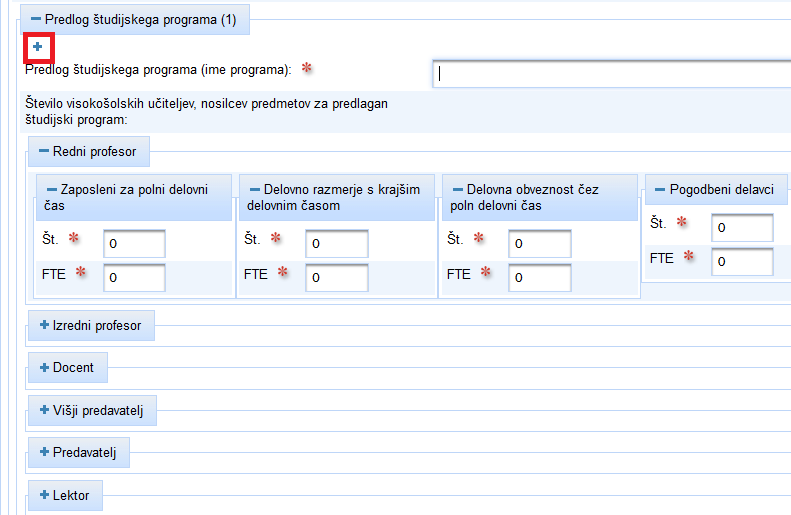 Predlog študijskega programa (1)
Predlog študijskega programa (ime programa): *
Število visokošolskih učiteljev, nosilcev predmetov za predlagan
študijski program:
Redni profesor
Zaposleni za polni delovni
čas
Št. * 0
FTE * 0
Delovno razmerje s krajšim
delovnim časom
Št. * 0
FTE * 0
Delovna obveznost čez
poln delovni čas
Št. * 0
FTE * 0
Pogodbeni delavci
Št. * 0
FTE * 0
Izredni profesor
Docent
Višji predavatelj
Predavatelj
Lektor